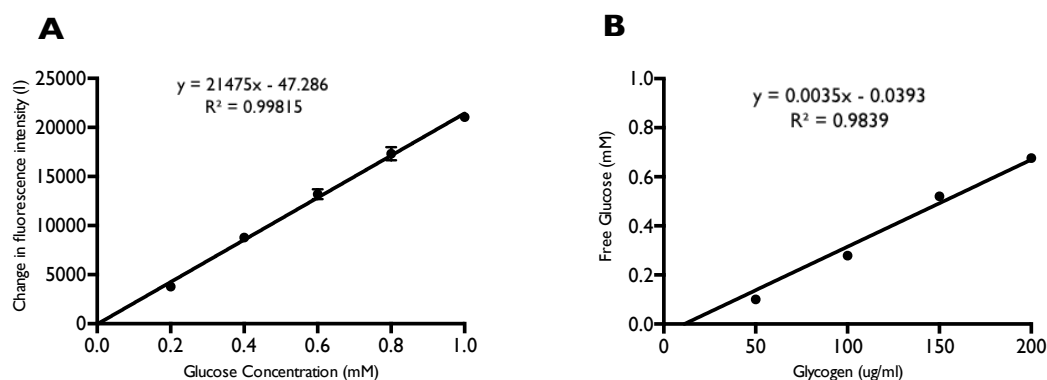 A
y = 21475x - 47.286
R² = 0.99815
Change in fluorescence intensity (I)
25000
20000
15000
10000
5000
0
0.0 0.2 0.4 0.6 0.8 1.0
Glucose Concentration (mM)
B
y = 0.0035x - 0.0393
R² = 0.9839
Free Glucose (mM)
1.0
0.8
0.6
0.4
0.2
0.0
0 50 100 150 200
Glycogen (ug/ml)